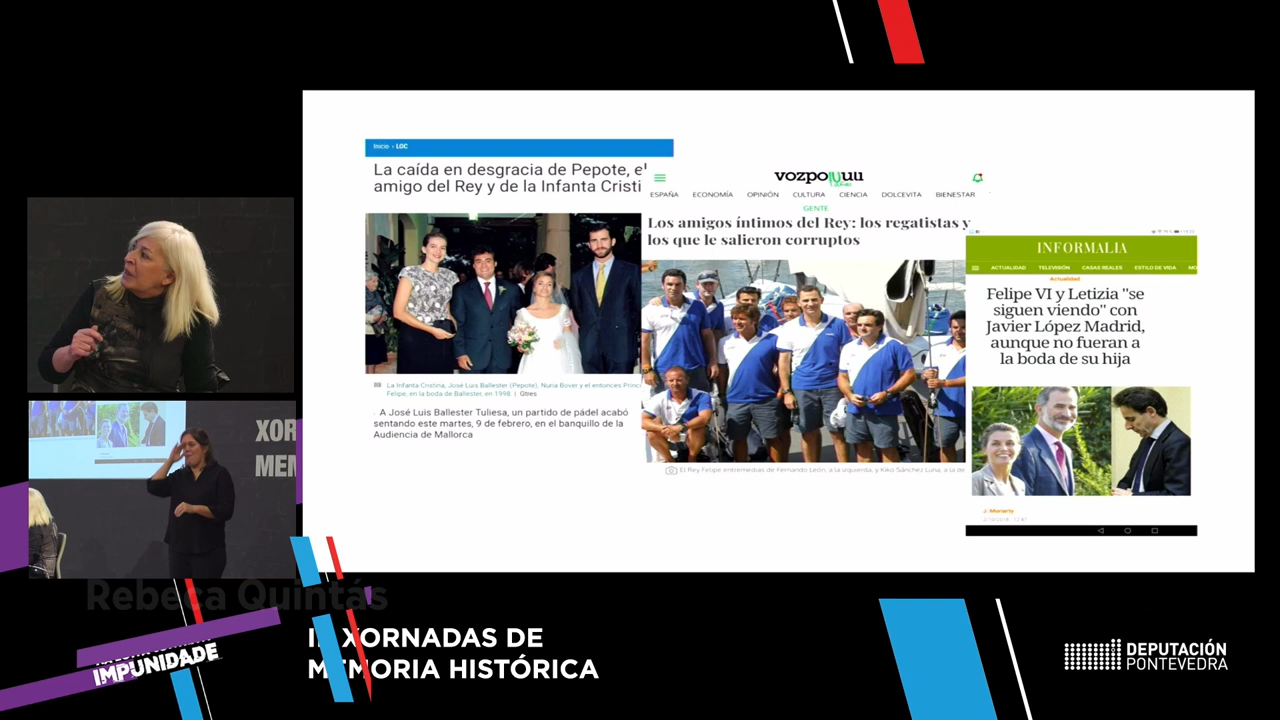 Inicio › LOC
La caída en desgracia de Pepote, el
amigo del Rey y de la Infanta Cristi
La Infanta Cristina, José Luis Ballester (Pepote), Nuria Bover y el entonces Princi
Felipe, en la boda de Ballester, en 1998 | Gtres
A José Luis Ballester Tuliesa, un partido de pádel acabó
sentando este martes, 9 de febrero, en el banquillo de la
Audiencia de Mallorca
ESPAÑA ECONOMÍA OPINIÓN CULTURA CIENCIA DOLCEVITA BIENESTAR
GENTE
Los amigos íntimos del Rey: los regatistas y
los que le salieron corruptos
El Rey Felipe entremedias de Fernando León, a la izquierda, y Kiko Sánchez Luna, a la de
INFORMALIA
ACTUALIDAD TELEVISIÓN CASAS REALES ESTILO DE VIDA MO
Actualidad
Felipe VI y Letizia "se
siguen viendo" con
Javier López Madrid,
aunque no fueran a
la boda de su hija
J. Moriarty
XOR
MEM
Rebeca Quintás
IMPUNIDADE
XORNADAS DE
MEMORIA HISTÓRICA
DEPUTACIÓN
PONTEVEDRA